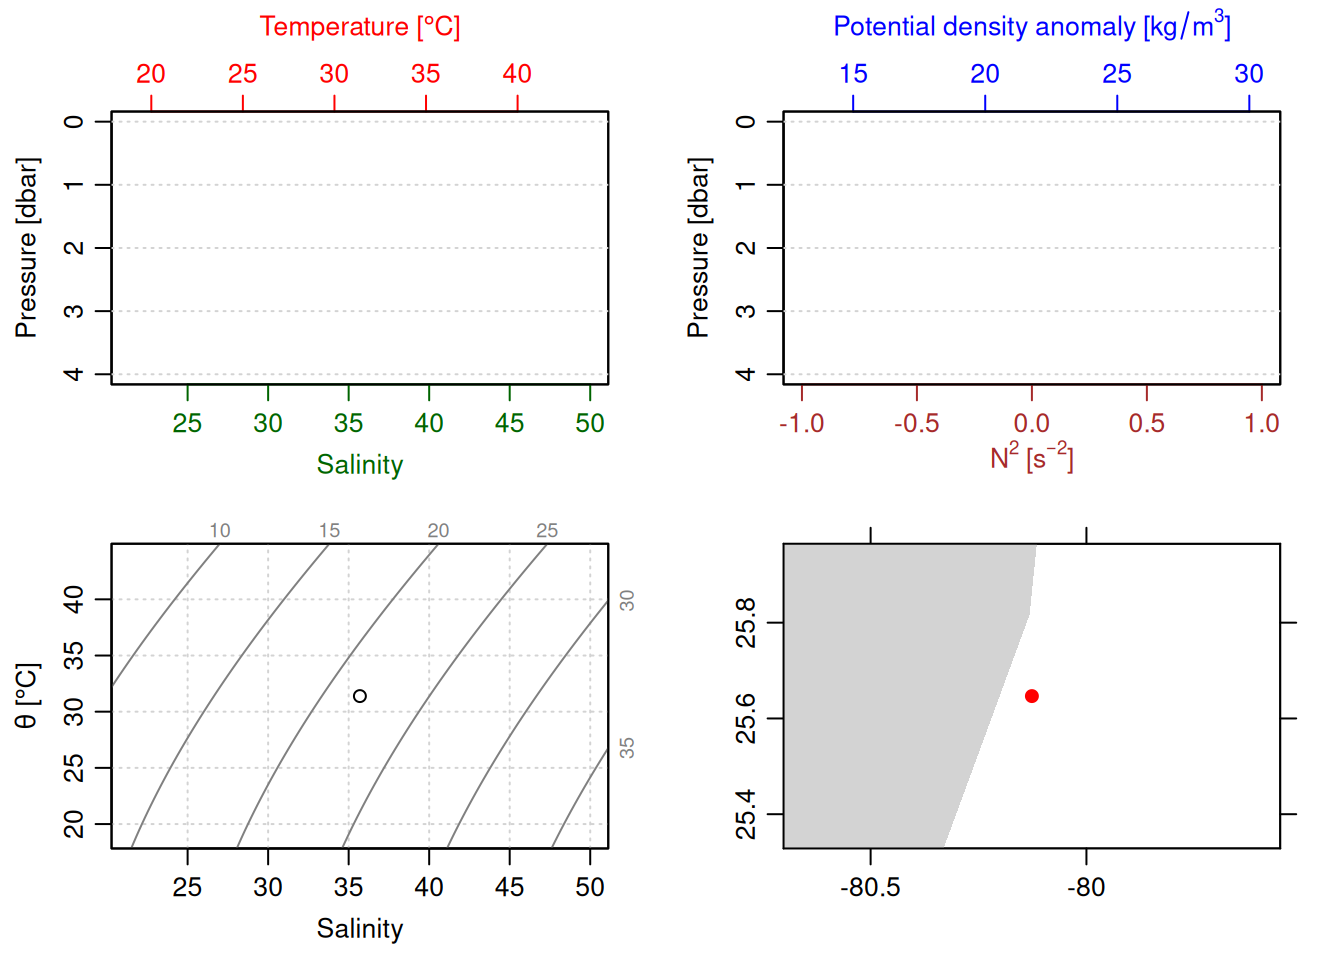 Temperature [°C]
20 25 30 35 40
0
1
2
3
4
Pressure [dbar]
25 30 35 40 45 50
Salinity
Potential density anomaly [kg/m³]
15 20 25 30
0
1
2
3
4
Pressure [dbar]
-1.0 -0.5 0.0 0.5 1.0
N² [s⁻²]
10 15 20 25
30
35
40
35
30
25
20
θ [°C]
25 30 35 40 45 50
Salinity
25.8
25.6
25.4
-80.5 -80